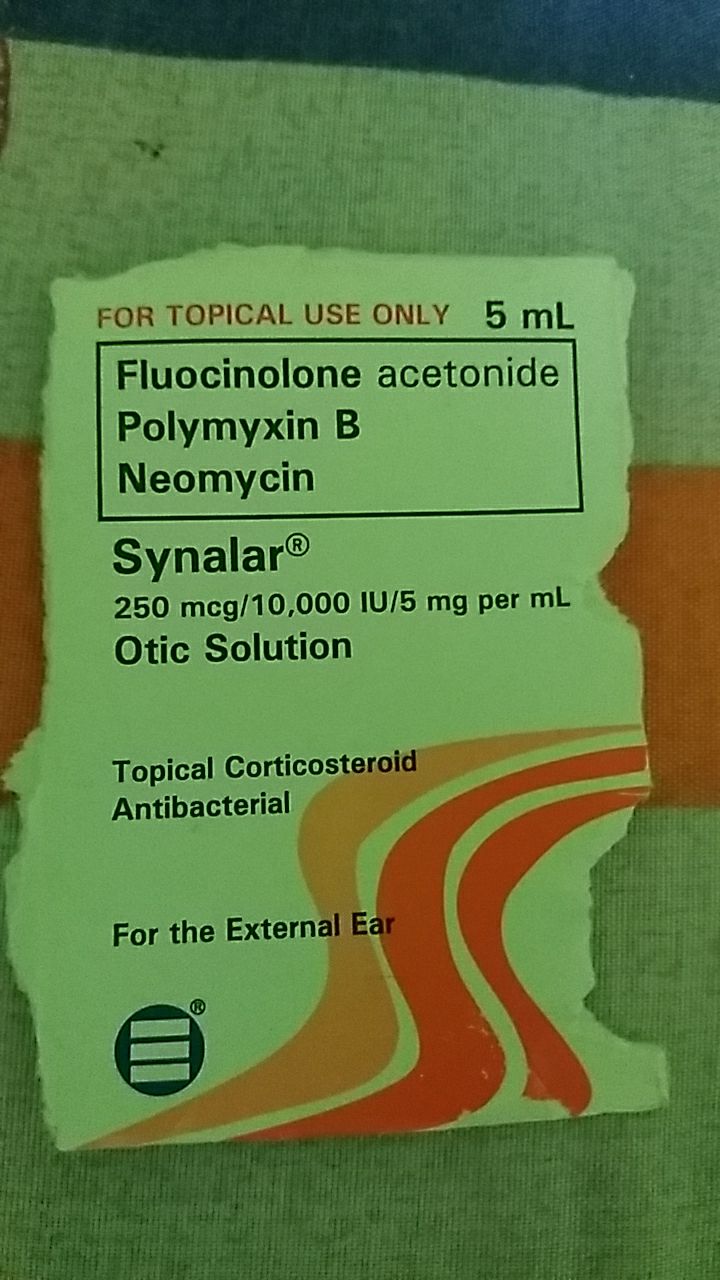 FOR TOPICAL USE ONLY 5 mL
Fluocinolone acetonide
Polymyxin B
Neomycin
Synalar®
250 mcg/10,000 IU/5 mg per mL
Otic Solution
Topical Corticosteroid
Antibacterial
For the External Ear
®